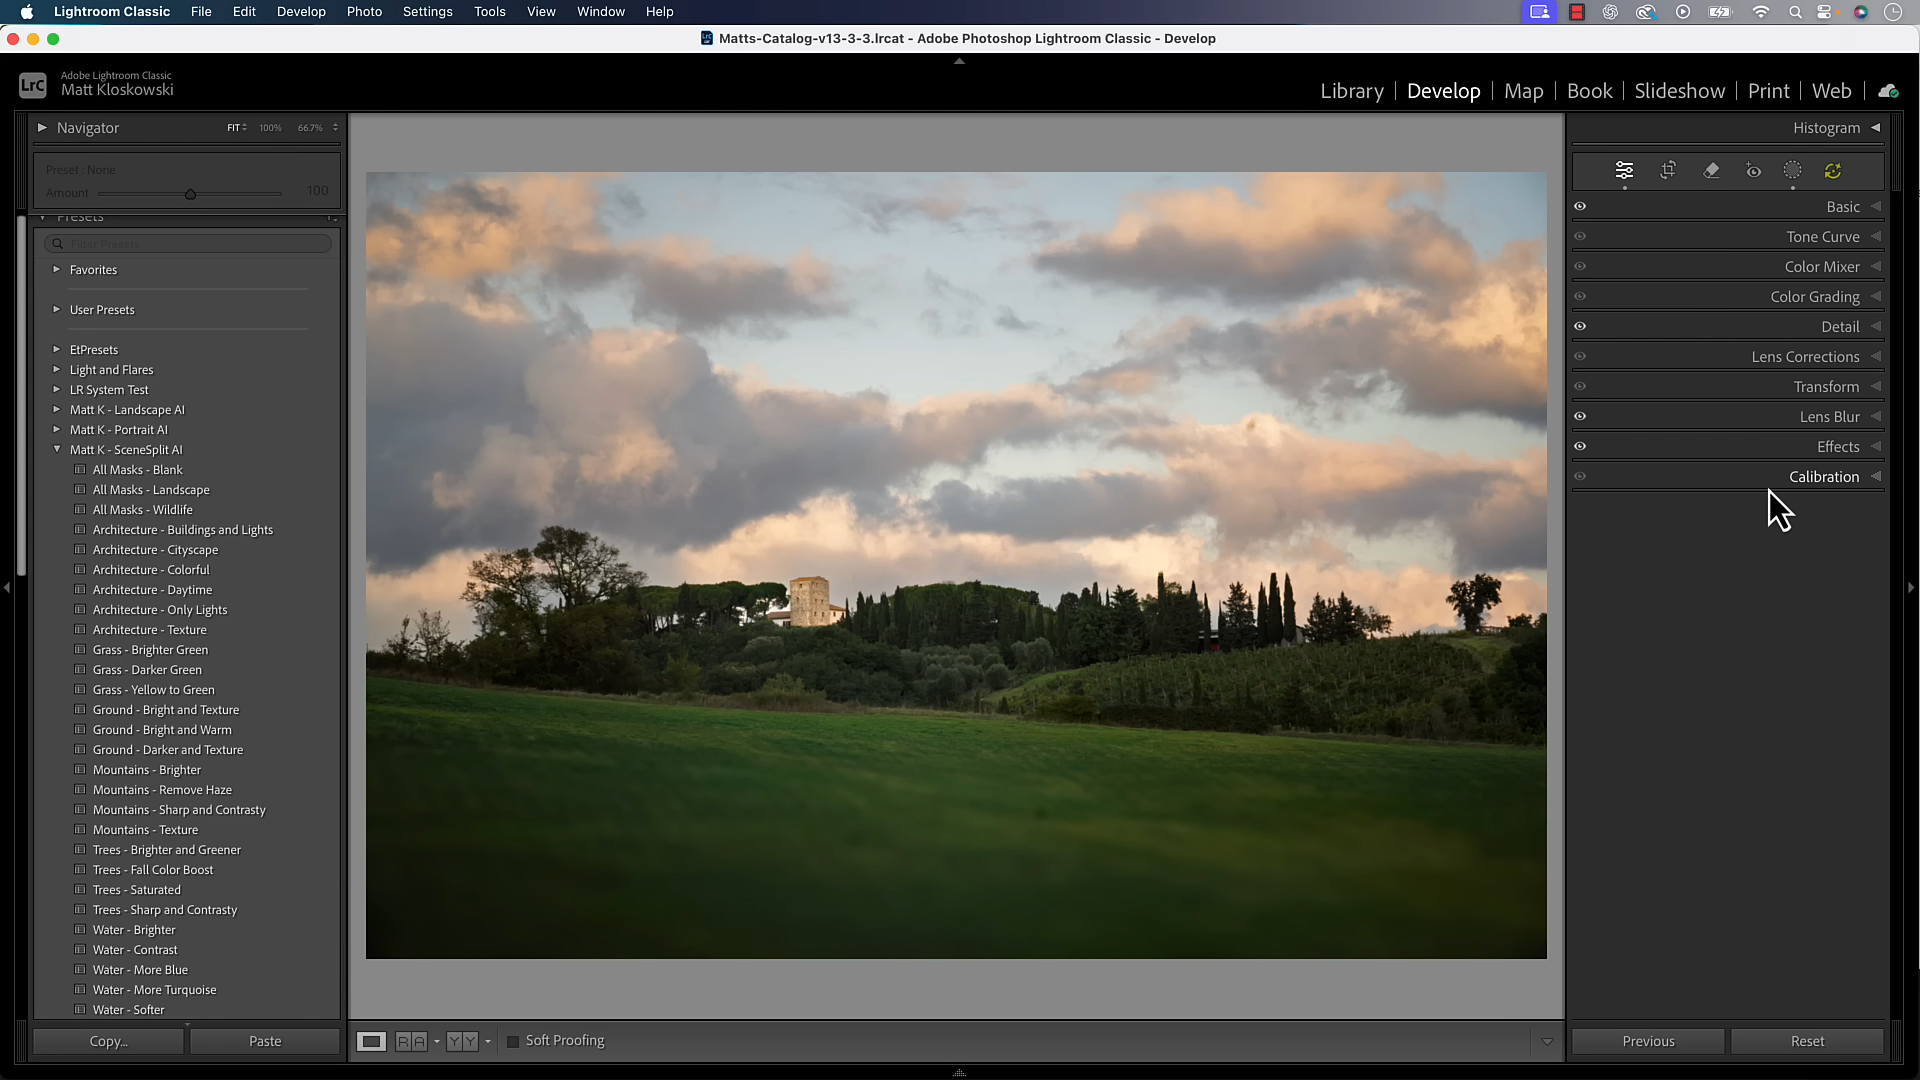 Lightroom Classic File Edit Develop Photo Settings Tools View Window Help
Matts-Catalog-v13-3-3.lrcat - Adobe Photoshop Lightroom Classic - Develop
LrC
Adobe Lightroom Classic
Matt Kloskowski
Library | Develop | Map | Book | Slideshow | Print | Web
Navigator FIT 100% 66.7%
Preset : None
Amount 100
Presets
Filter Presets
Favorites
User Presets
EtPresets
Light and Flares
LR System Test
Matt K - Landscape AI
Matt K - Portrait AI
Matt K - SceneSplit AI
All Masks - Blank
All Masks - Landscape
All Masks - Wildlife
Architecture - Buildings and Lights
Architecture - Cityscape
Architecture - Colorful
Architecture - Daytime
Architecture - Only Lights
Architecture - Texture
Grass - Brighter Green
Grass - Darker Green
Grass - Yellow to Green
Ground - Bright and Texture
Ground - Bright and Warm
Ground - Darker and Texture
Mountains - Brighter
Mountains - Remove Haze
Mountains - Sharp and Contrasty
Mountains - Texture
Trees - Brighter and Greener
Trees - Fall Color Boost
Trees - Saturated
Trees - Sharp and Contrasty
Water - Brighter
Water - Contrast
Water - More Blue
Water - More Turquoise
Water - Softer
Copy... Paste
RA YY Soft Proofing
Histogram
Basic
Tone Curve
Color Mixer
Color Grading
Detail
Lens Corrections
Transform
Lens Blur
Effects
Calibration
Previous Reset